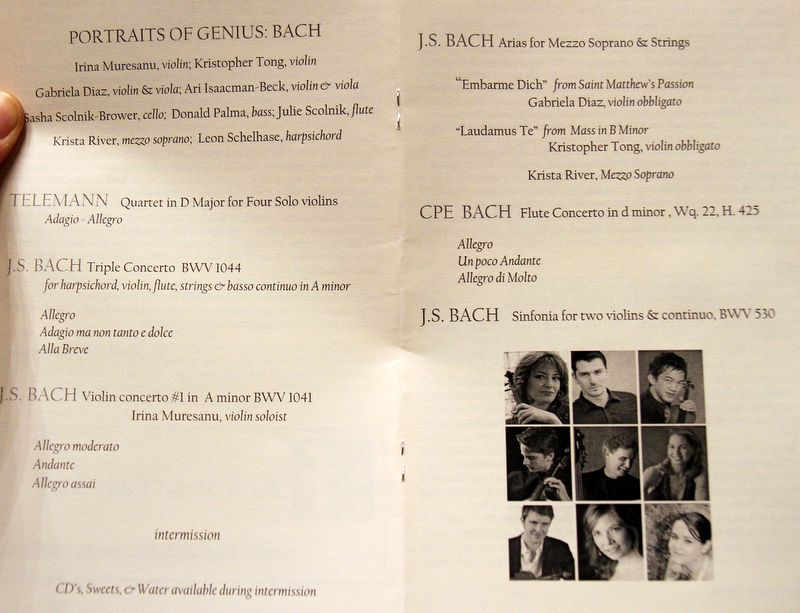 PORTRAITS OF GENIUS: BACH
Irina Muresanu, violin; Kristopher Tong, violin
Gabriela Diaz, violin & viola; Ari Isaacman-Beck, violin & viola
Sasha Scolnik-Brower, cello; Donald Palma, bass; Julie Scolnik, flute
Krista River, mezzo soprano; Leon Schelhase, harpsichord
TELEMANN Quartet in D Major for Four Solo violins
Adagio - Allegro
J.S. BACH Triple Concerto BWV 1044
for harpsichord, violin, flute, strings & basso continuo in A minor
Allegro
Adagio ma non tanto e dolce
Alla Breve
J.S. BACH Violin concerto #1 in A minor BWV 1041
Irina Muresanu, violin soloist
Allegro moderato
Andante
Allegro assai
intermission
CD's, Sweets, & Water available during intermission
J.S. BACH Arias for Mezzo Soprano & Strings
"Embarme Dich" from Saint Matthew's Passion
Gabriela Diaz, violin obbligato
"Laudamus Te" from Mass in B Minor
Kristopher Tong, violin obbligato
Krista River, Mezzo Soprano
CPE BACH Flute Concerto in d minor , Wq. 22, H. 425
Allegro
Un poco Andante
Allegro di Molto
J.S. BACH Sinfonia for two violins & continuo, BWV 530